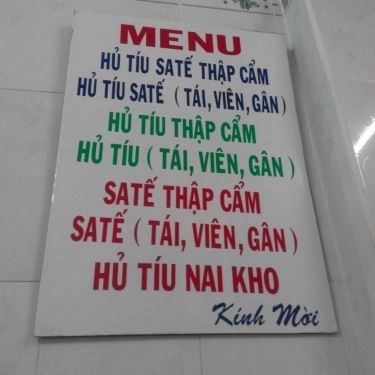 MENU
HỦ TÍU SATẾ THẬP CẨM
HỦ TÍU SATẾ ( TÁI, VIÊN, GÂN )
HỦ TÍU THẬP CẨM
HỦ TÍU ( TÁI, VIÊN, GÂN )
SATẾ THẬP CẨM
SATẾ ( TÁI, VIÊN, GÂN )
HỦ TÍU NAI KHO
Kính Mời